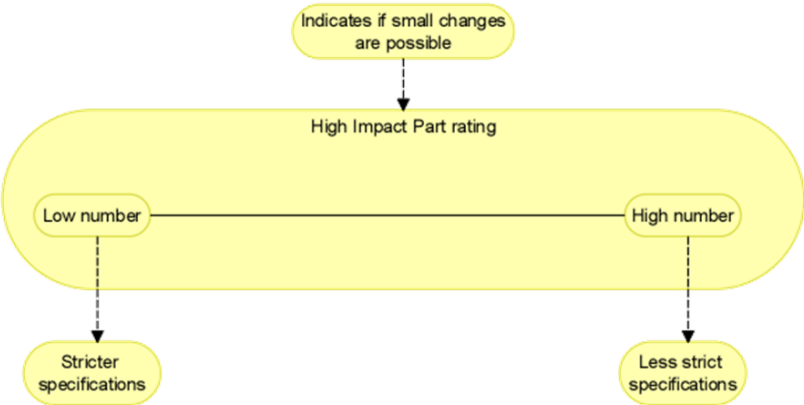 Indicates if small changes
are possible
High Impact Part rating
Low number
High number
Stricter
specifications
Less strict
specifications